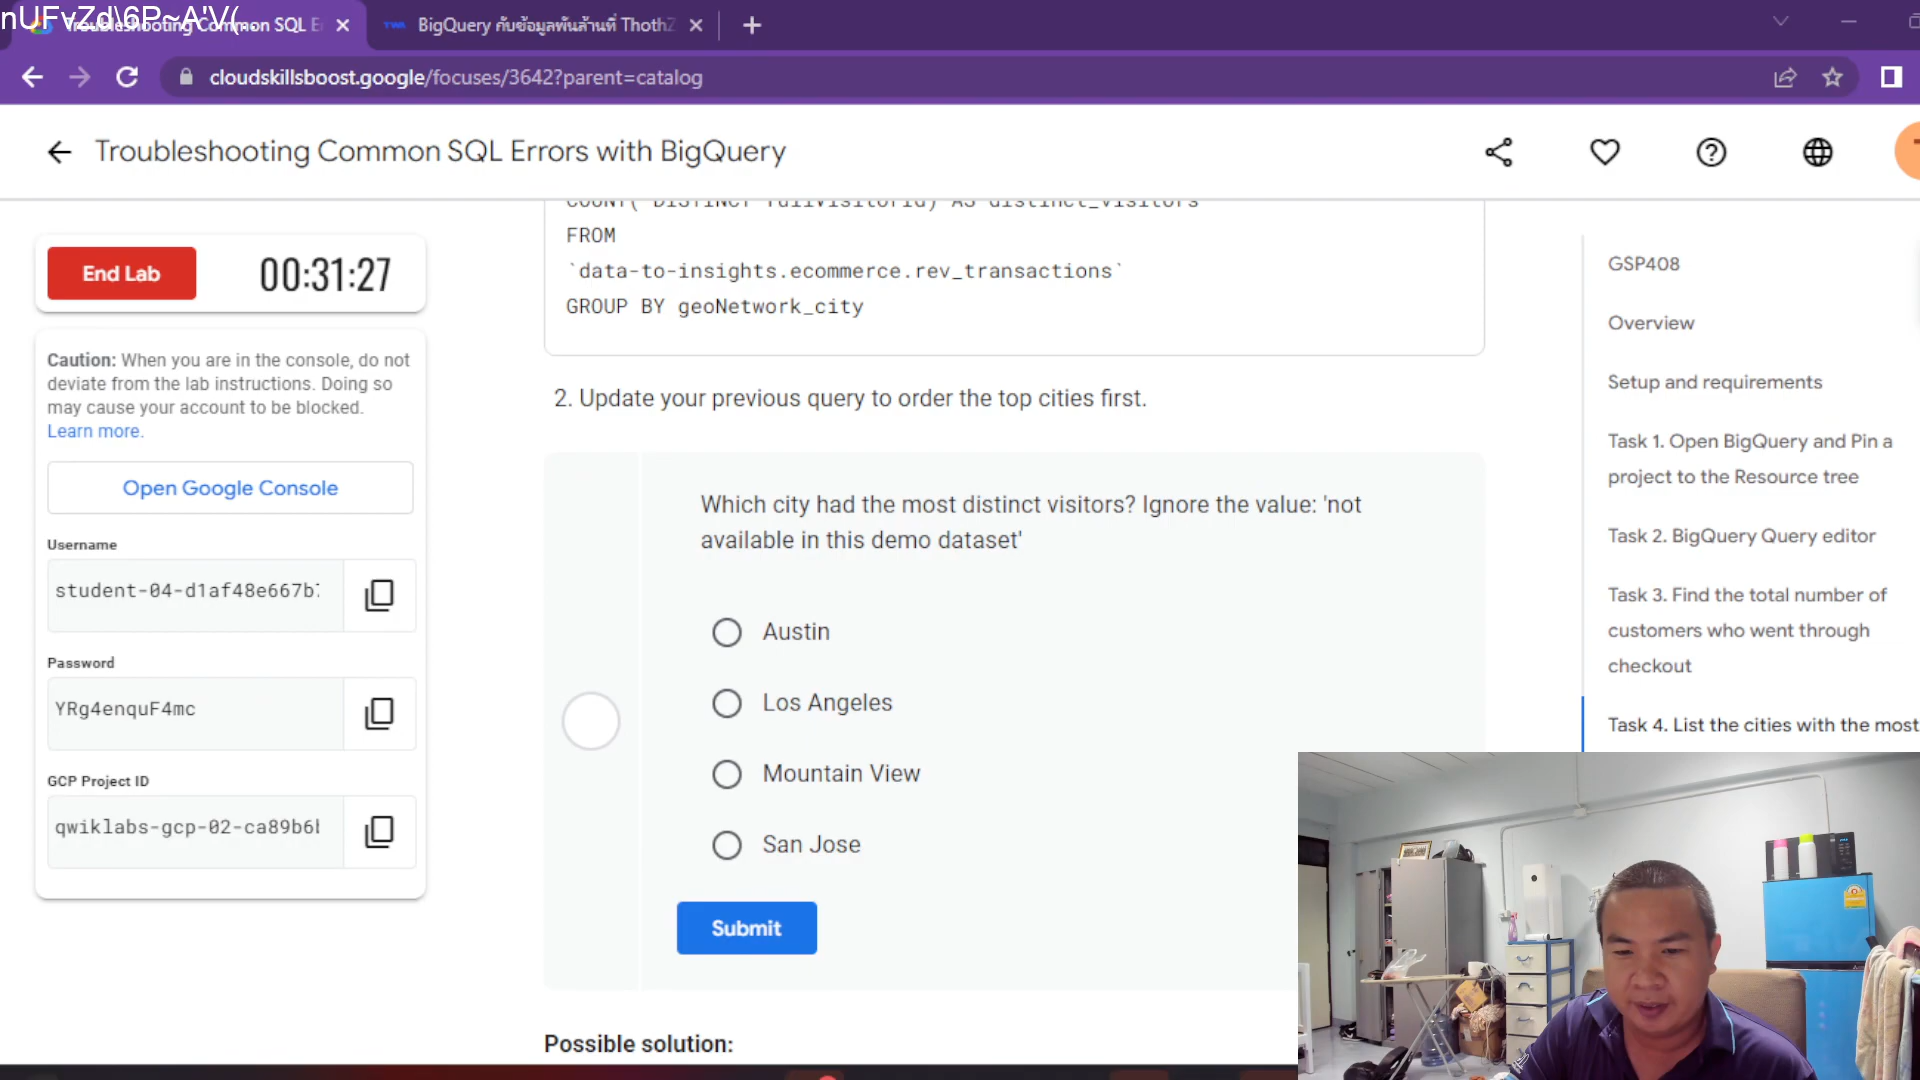 nUFvZd\6P~A'V(..
Troubleshooting Common SQL E
BigQuery กับข้อมูลพันล้านที่ ThothZ
cloudskillsboost.google/focuses/3642?parent=catalog
Troubleshooting Common SQL Errors with BigQuery
End Lab
00:31:27
Caution: When you are in the console, do not
deviate from the lab instructions. Doing so
may cause your account to be blocked.
Learn more.
Open Google Console
Username
student-04-d1af48e667b
Password
YRg4enquF4mc
GCP Project ID
qwiklabs-gcp-02-ca89b6
COUNT( DISTINCT fullVisitorId) AS distinct_visitors
FROM
`data-to-insights.ecommerce.rev_transactions`
GROUP BY geoNetwork_city
2. Update your previous query to order the top cities first.
Which city had the most distinct visitors? Ignore the value: 'not
available in this demo dataset'
Austin
Los Angeles
Mountain View
San Jose
Submit
Possible solution:
GSP408
Overview
Setup and requirements
Task 1. Open BigQuery and Pin a
project to the Resource tree
Task 2. BigQuery Query editor
Task 3. Find the total number of
customers who went through
checkout
Task 4. List the cities with the most